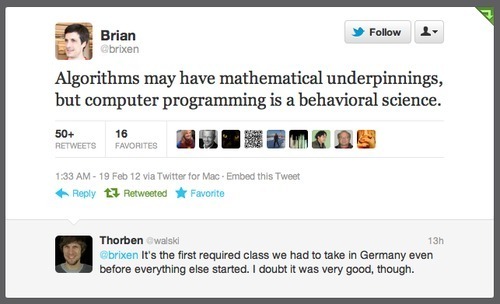 Brian
@brixen
Follow
Algorithms may have mathematical underpinnings,
but computer programming is a behavioral science.
50+
RETWEETS
16
FAVORITES
1:33 AM - 19 Feb 12 via Twitter for Mac · Embed this Tweet
Reply Retweeted Favorite
Thorben @walski 13h
@brixen It's the first required class we had to take in Germany even
before everything else started. I doubt it was very good, though.